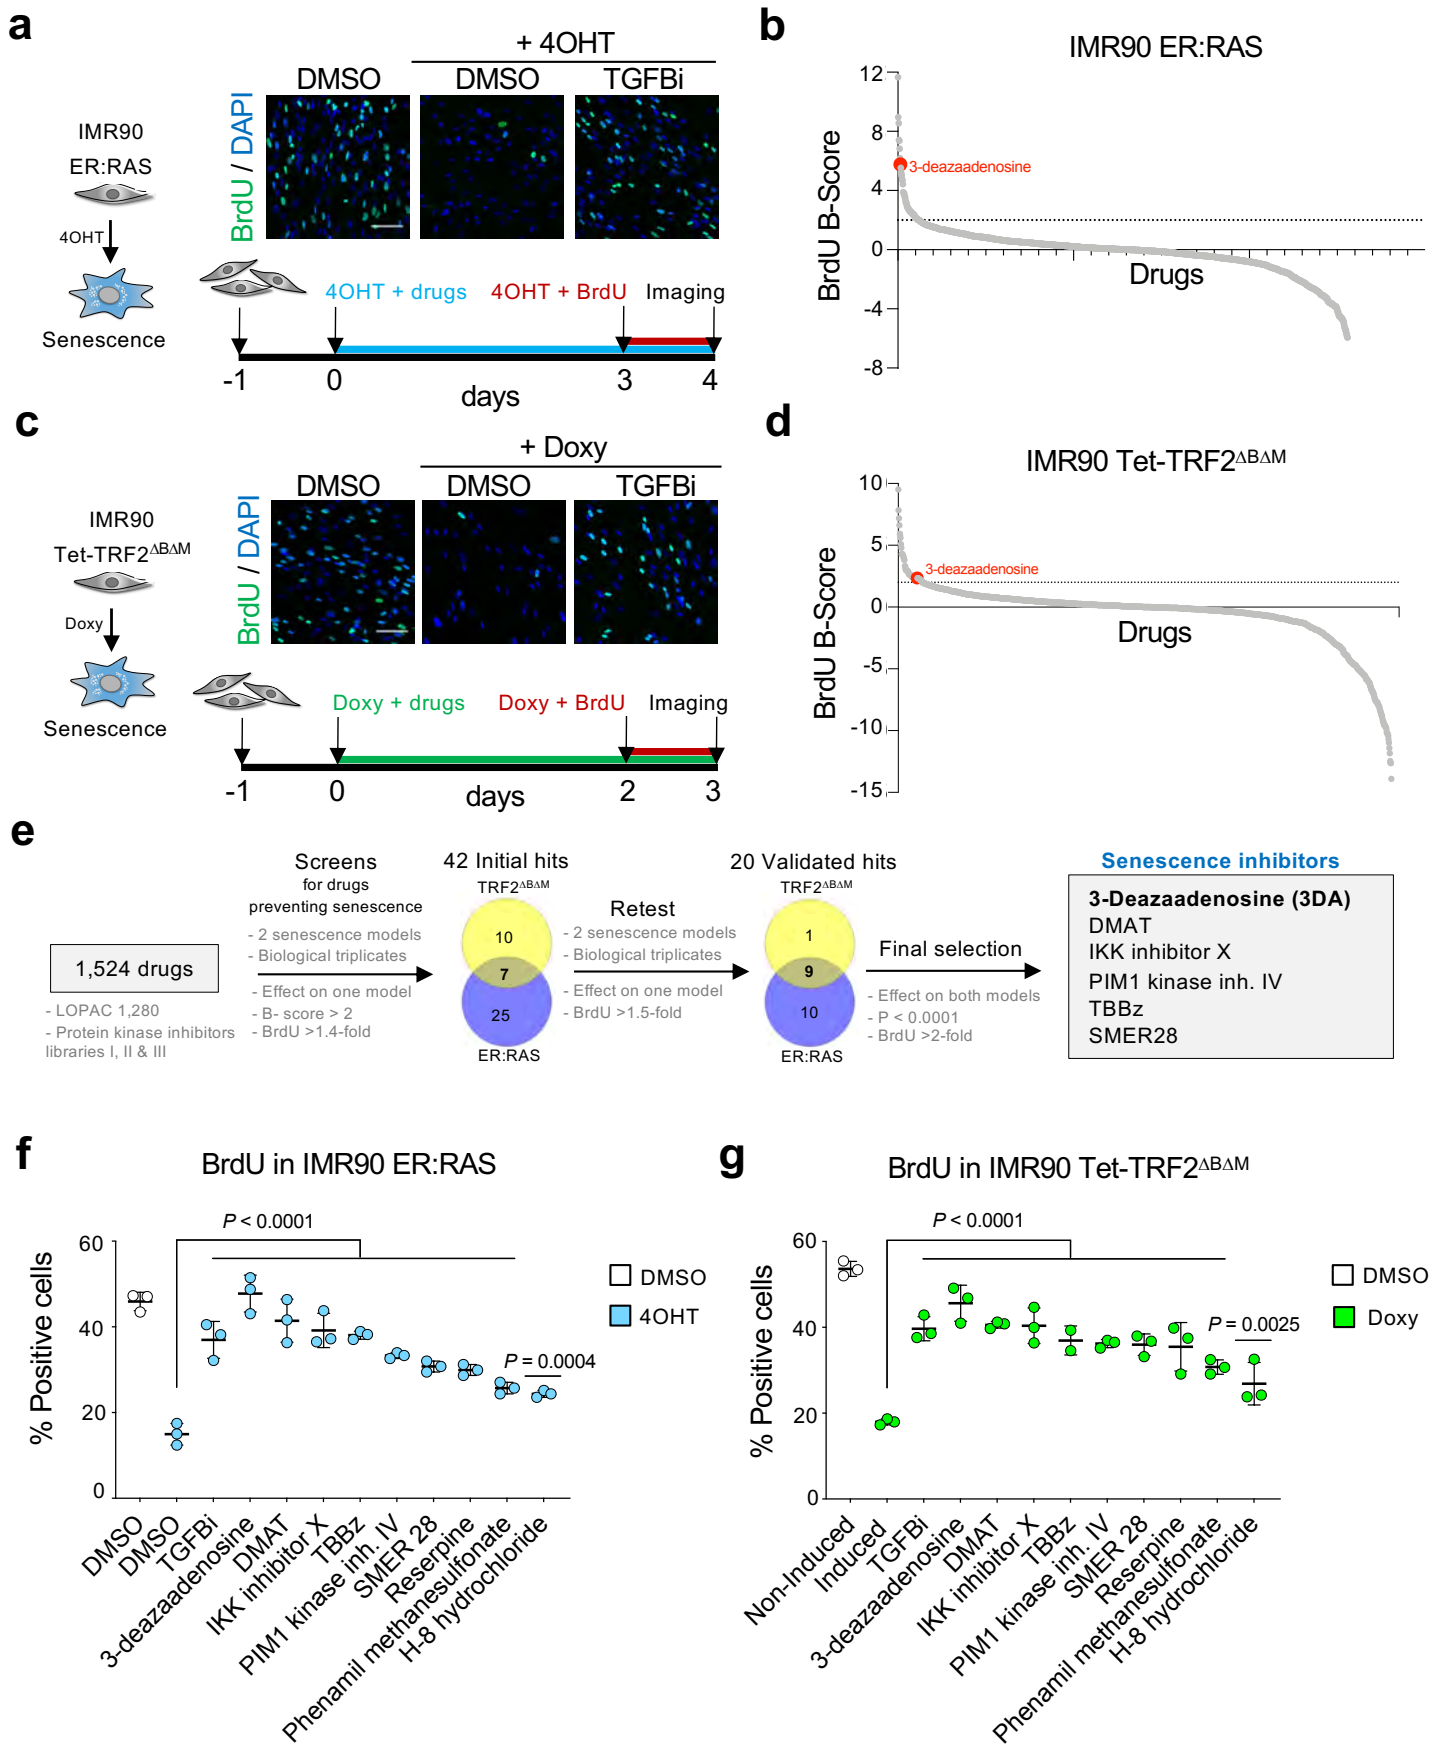 a
+ 4OHT
DMSO
DMSO
TGFBi
BrdU / DAPI
IMR90
ER:RAS
4OHT
Senescence
4OHT + drugs
4OHT + BrdU
Imaging
-1
0
3
4
days
b
IMR90 ER:RAS
BrdU B-Score
12
8
4
0
-4
-8
3-deazaadenosine
Drugs
c
+ Doxy
DMSO
DMSO
TGFBi
BrdU / DAPI
IMR90
Tet-TRF2ΔBΔM
Doxy
Senescence
Doxy + drugs
Doxy + BrdU
Imaging
-1
0
2
3
days
d
IMR90 Tet-TRF2ΔBΔM
BrdU B-Score
10
5
0
-5
-10
-15
3-deazaadenosine
Drugs
e
1,524 drugs
- LOPAC 1,280
- Protein kinase inhibitors
libraries I, II & III
Screens
for drugs
preventing senescence
- 2 senescence models
- Biological triplicates
- Effect on one model
- B- score > 2
- BrdU >1.4-fold
42 Initial hits
TRF2ΔBΔM
10
7
25
ER:RAS
Retest
- 2 senescence models
- Biological triplicates
- Effect on one model
- BrdU >1.5-fold
20 Validated hits
TRF2ΔBΔM
1
9
10
ER:RAS
Final selection
- Effect on both models
- P < 0.0001
- BrdU >2-fold
Senescence inhibitors
3-Deazaadenosine (3DA)
DMAT
IKK inhibitor X
PIM1 kinase inh. IV
TBBz
SMER28
f
BrdU in IMR90 ER:RAS
P < 0.0001
P = 0.0004
DMSO
4OHT
% Positive cells
60
40
20
0
DMSO
DMSO
TGFBi
3-deazaadenosine
DMAT
IKK inhibitor X
TBBz
PIM1 kinase inh. IV
SMER 28
Reserpine
Phenamil methanesulfonate
H-8 hydrochloride
g
BrdU in IMR90 Tet-TRF2ΔBΔM
P < 0.0001
P = 0.0025
DMSO
Doxy
% Positive cells
60
40
20
0
Non-Induced
Induced
TGFBi
3-deazaadenosine
DMAT
IKK inhibitor X
TBBz
PIM1 kinase inh. IV
SMER 28
Reserpine
Phenamil methanesulfonate
H-8 hydrochloride